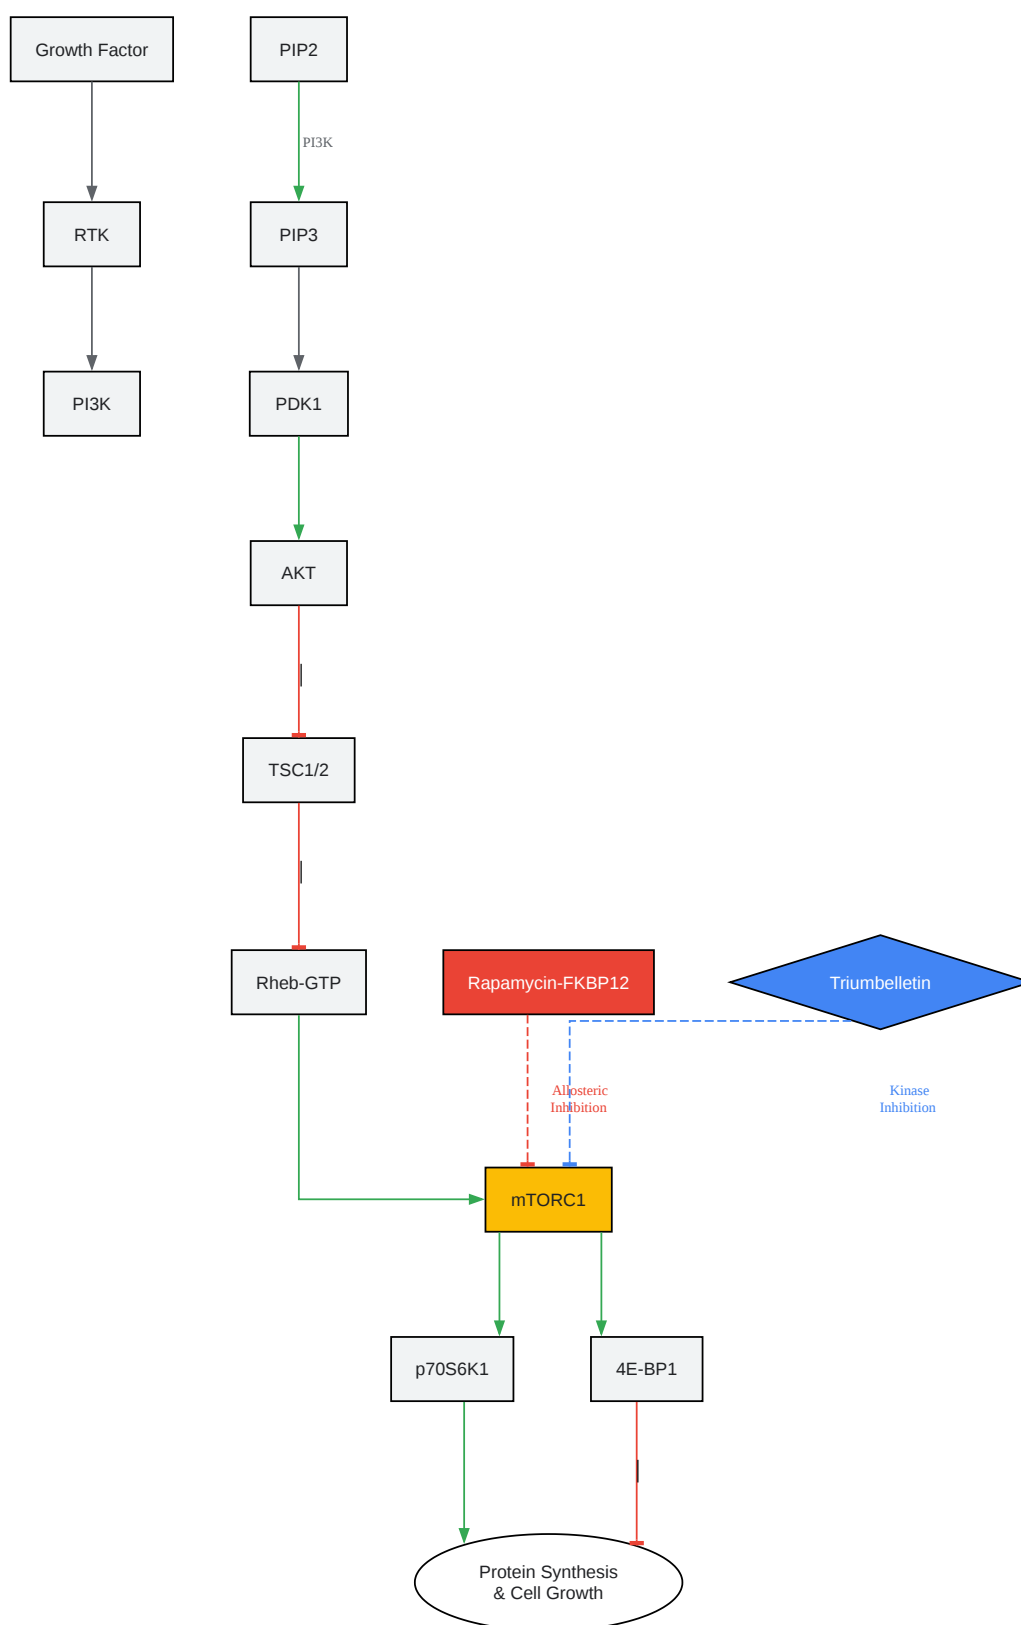 Growth Factor
PIP2
PI3K
RTK
PIP3
PI3K
PDK1
AKT
TSC1/2
Rheb-GTP
Rapamycin-FKBP12
Triumbelletin
Allosteric
Inhibition
Kinase
Inhibition
mTORC1
p70S6K1
4E-BP1
Protein Synthesis
& Cell Growth